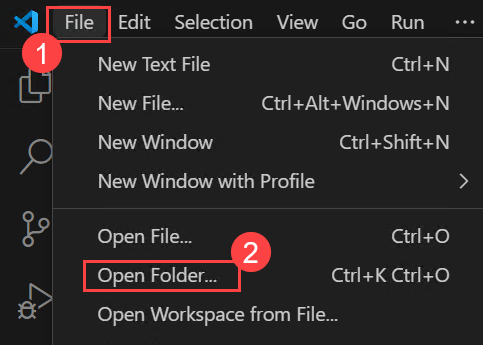 File Edit Selection View Go Run ...
1
New Text File Ctrl+N
New File... Ctrl+Alt+Windows+N
New Window Ctrl+Shift+N
New Window with Profile
Open File... Ctrl+O
2
Open Folder... Ctrl+K Ctrl+O
Open Workspace from File...